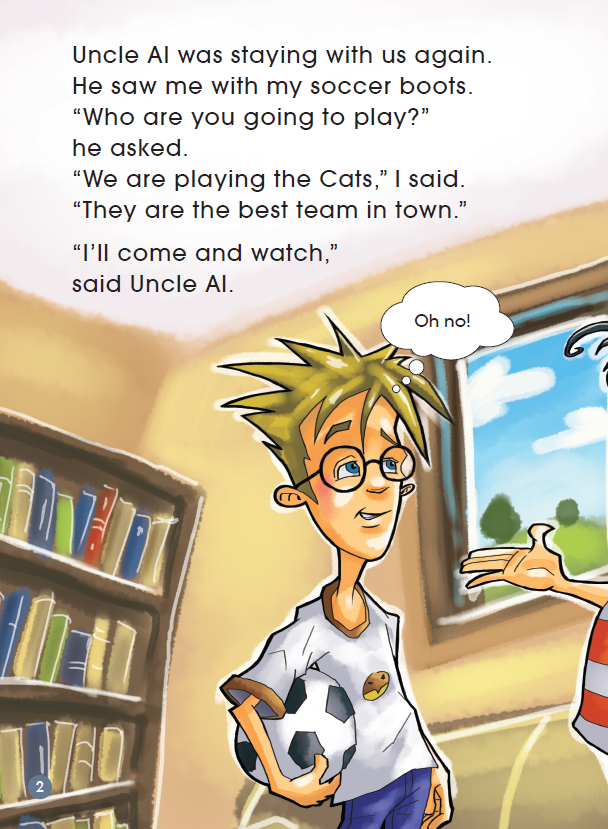 Uncle Al was staying with us again.
He saw me with my soccer boots.
“Who are you going to play?”
he asked.
“We are playing the Cats,” I said.
“They are the best team in town.”
“I’ll come and watch,”
said Uncle Al.
Oh no!
2